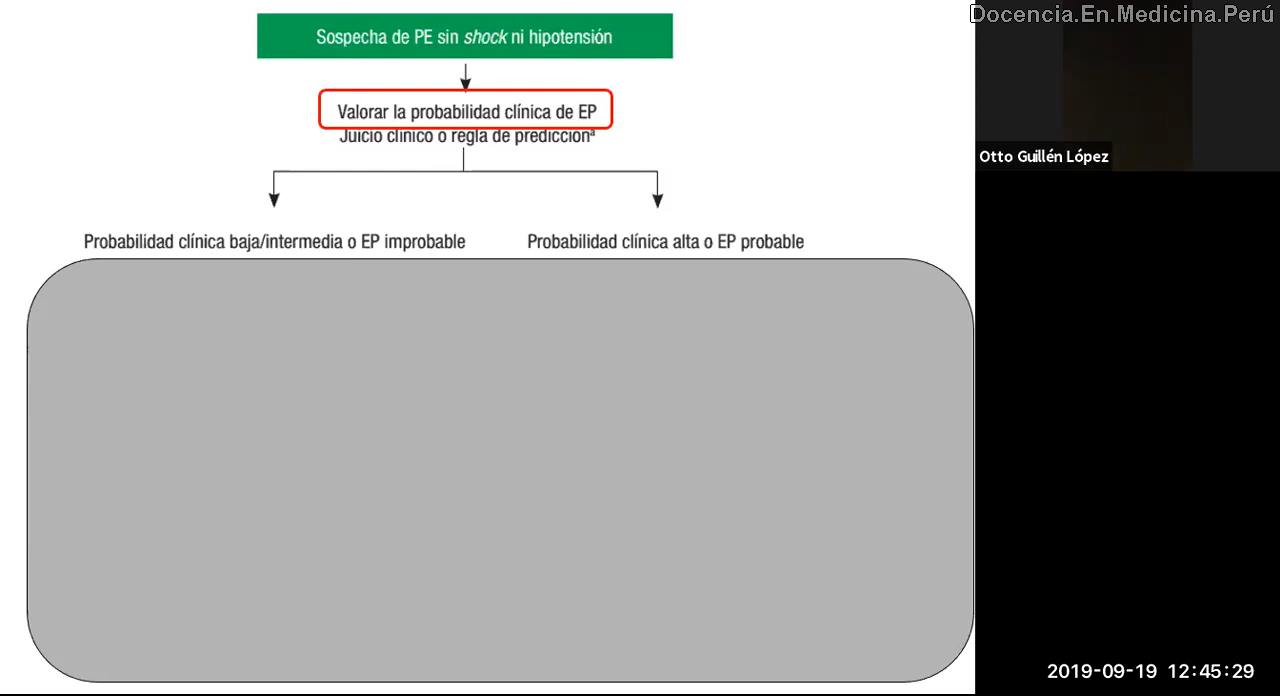 Docencia.En.Medicina.Perú
Sospecha de PE sin shock ni hipotensión
Valorar la probabilidad clínica de EP
Juicio clínico o regla de predicciónª
Otto Guillén López
Probabilidad clínica baja/intermedia o EP improbable
Probabilidad clínica alta o EP probable
2019-09-19 12:45:29